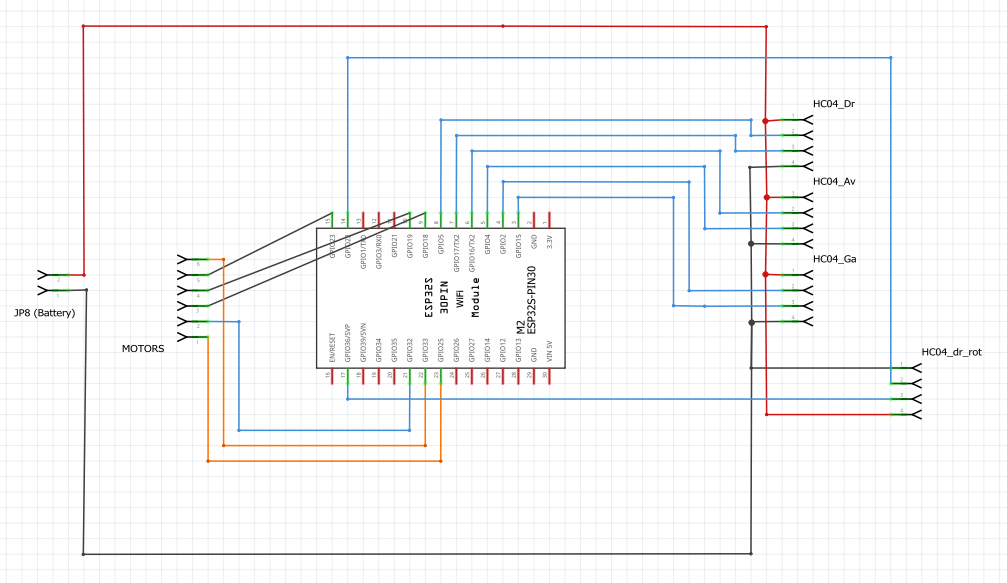 HC04_Dr
1
2
3
4
HC04_Av
1
2
3
4
HC04_Ga
1
2
3
4
HC04_dr_rot
1
2
3
4
JP8 (Battery)
2
1
MOTORS
6
5
4
3
2
1
15
14
13
12
11
10
9
8
7
6
5
4
3
2
1
GPIO23
GPIO22
GPIO1/TX0
GPIO3/RX0
GPIO21
GPIO19
GPIO18
GPIO5
GPIO17/TX2
GPIO16/TX2
GPIO4
GPIO2
GPIO15
GND
3.3V
ESP32S
30PIN
WiFi
Module
M2
ESP32S-PIN30
EN/RESET
GPIO36/SVP
GPIO39/SVN
GPIO34
GPIO35
GPIO32
GPIO33
GPIO25
GPIO26
GPIO27
GPIO14
GPIO12
GPIO13
GND
VIN 5V
16
17
18
19
20
21
22
23
24
25
26
27
28
29
30